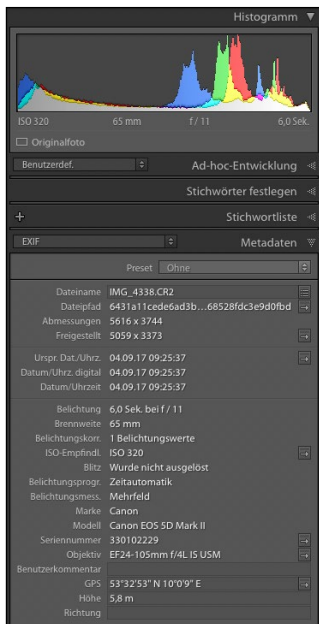 Histogramm
ISO 320 65 mm f / 11 6,0 Sek.
Originalfoto
Benutzerdef. Ad-hoc-Entwicklung
Stichwörter festlegen
Stichwortliste
EXIF Metadaten
Preset Ohne
Dateiname IMG_4338.CR2
Dateipfad 6431a11cede6ad3b...68528fdc3e9d0fbd
Abmessungen 5616 x 3744
Freigestellt 5059 x 3373
Urspr. Dat./Uhrz. 04.09.17 09:25:37
Datum/Uhrz. digital 04.09.17 09:25:37
Datum/Uhrzeit 04.09.17 09:25:37
Belichtung 6,0 Sek. bei f / 11
Brennweite 65 mm
Belichtungskorr. 1 Belichtungswerte
ISO-Empfindl. ISO 320
Blitz Wurde nicht ausgelöst
Belichtungsprogr. Zeitautomatik
Belichtungsmess. Mehrfeld
Marke Canon
Modell Canon EOS 5D Mark II
Seriennummer 330102229
Objektiv EF24-105mm f/4L IS USM
Benutzerkommentar
GPS 53°32'53" N 10°0'9" E
Höhe 5,8 m
Richtung